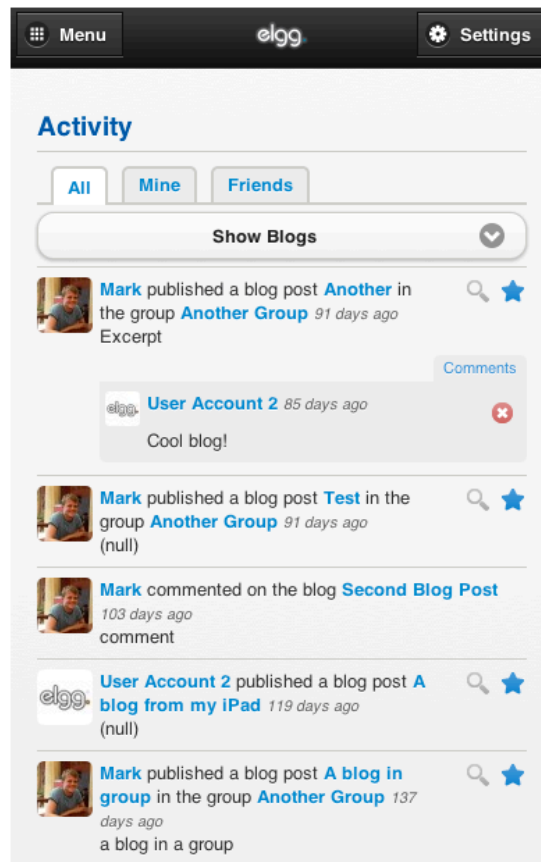 Menu
elgg.
Settings
Activity
All
Mine
Friends
Show Blogs
Mark published a blog post Another in
the group Another Group 91 days ago
Excerpt
Comments
elgg.
User Account 2 85 days ago
Cool blog!
Mark published a blog post Test in the
group Another Group 91 days ago
(null)
Mark commented on the blog Second Blog Post
103 days ago
comment
elgg.
User Account 2 published a blog post A
blog from my iPad 119 days ago
(null)
Mark published a blog post A blog in
group in the group Another Group 137
days ago
a blog in a group